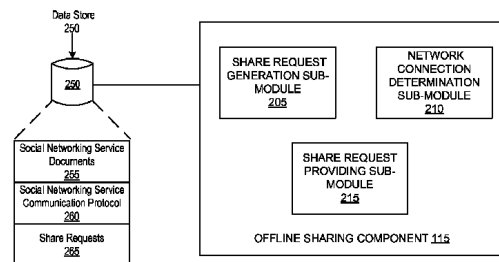 Data Store
250
250
Social Networking Service
Documents
255
Social Networking Service
Communication Protocol
260
Share Requests
265
SHARE REQUEST
GENERATION SUB-
MODULE
205
NETWORK
CONNECTION
DETERMINATION
SUB-MODULE
210
SHARE REQUEST
PROVIDING SUB-
MODULE
215
OFFLINE SHARING COMPONENT 115